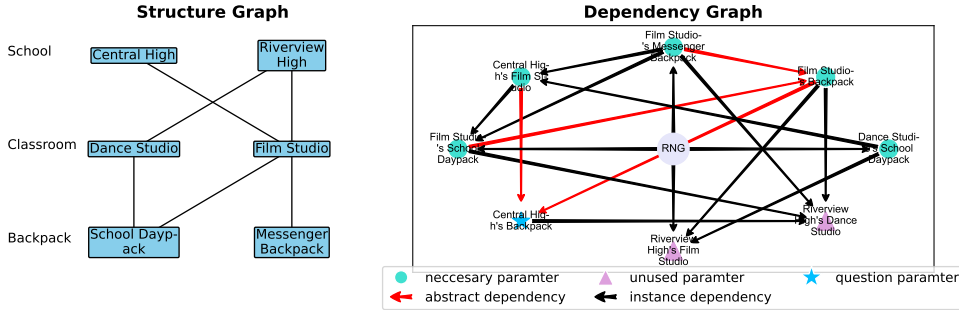 Structure Graph
School
Central High
Riverview
High
Classroom
Dance Studio
Film Studio
Backpack
School Dayp-
ack
Messenger
Backpack
Dependency Graph
Film Studio-
's Messenger
Backpack
Central Hig-
h's Film St-
udio
Film Studio-
's Backpack
Film Studio-
's School
Daypack
RNG
Dance Studi-
o's School
Daypack
Central Hig-
h's Backpack
Riverview
High's Film
Studio
Riverview
High's Dance
Studio
neccesary paramter
unused paramter
question paramter
abstract dependency
instance dependency